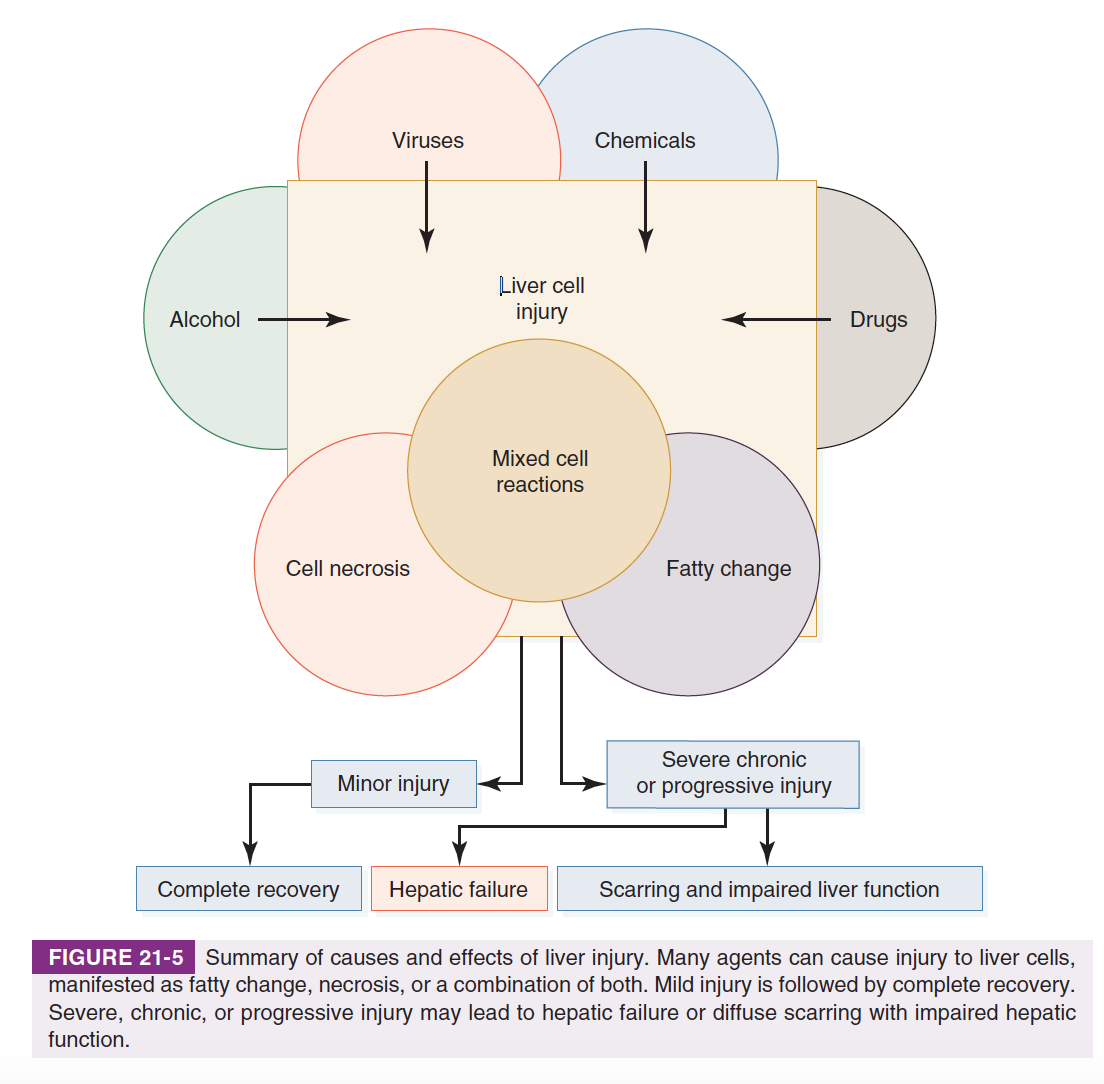 Viruses
Chemicals
Alcohol
Liver cell
injury
Drugs
Mixed cell
reactions
Cell necrosis
Fatty change
Minor injury
Severe chronic
or progressive injury
Complete recovery
Hepatic failure
Scarring and impaired liver function
FIGURE 21-5 Summary of causes and effects of liver injury. Many agents can cause injury to liver cells,
manifested as fatty change, necrosis, or a combination of both. Mild injury is followed by complete recovery.
Severe, chronic, or progressive injury may lead to hepatic failure or diffuse scarring with impaired hepatic
function.